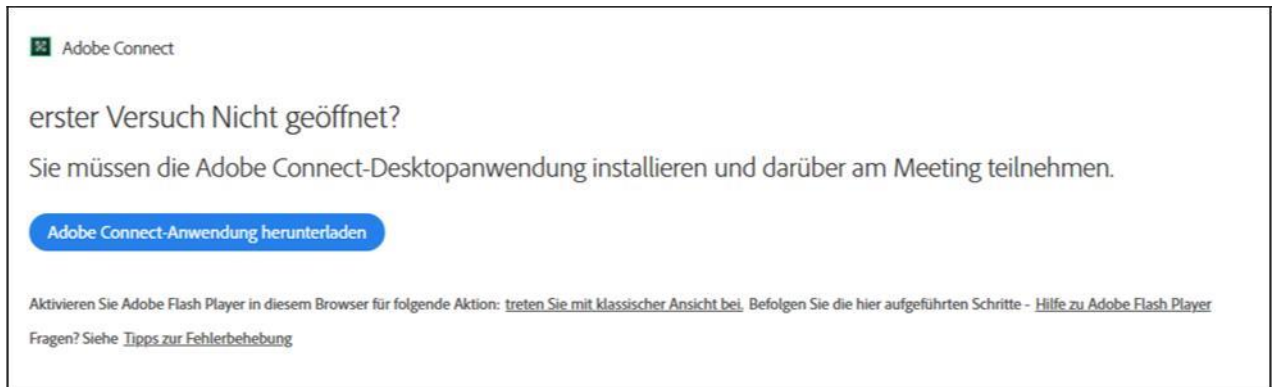 Adobe Connect
erster Versuch Nicht geöffnet?
Sie müssen die Adobe Connect-Desktopanwendung installieren und darüber am Meeting teilnehmen.
Adobe Connect-Anwendung herunterladen
Aktivieren Sie Adobe Flash Player in diesem Browser für folgende Aktion: treten Sie mit klassischer Ansicht bei. Befolgen Sie die hier aufgeführten Schritte - Hilfe zu Adobe Flash Player
Fragen? Siehe Tipps zur Fehlerbehebung